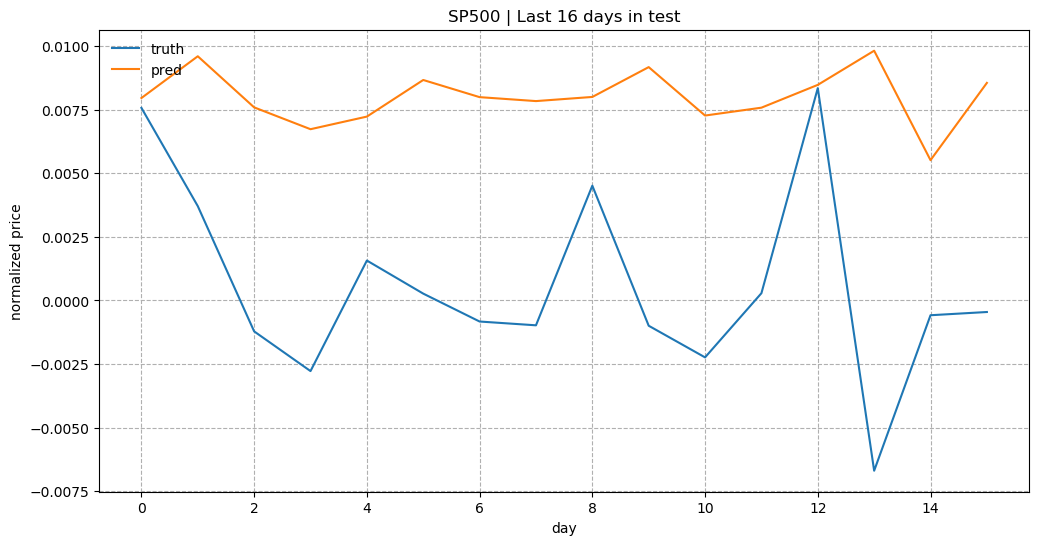 SP500 | Last 16 days in test
truth
pred
0.0100
0.0075
0.0050
0.0025
0.0000
−0.0025
−0.0050
−0.0075
normalized price
0 2 4 6 8 10 12 14
day